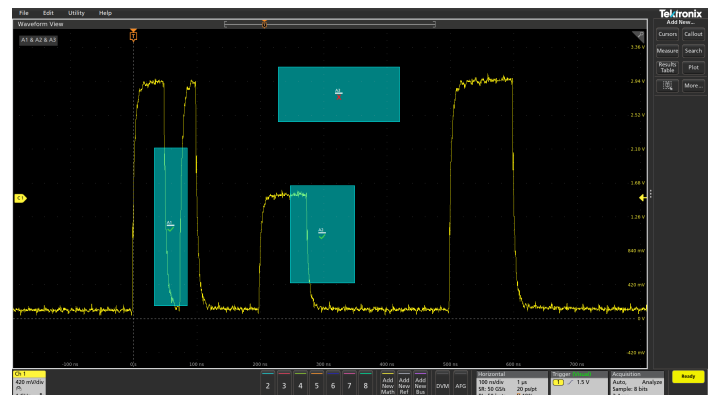 File Edit Utility Help
Tektronix
Waveform View
Add New...
A1 & A2 & A3
T
T
Cursors Callout
Measure Search
Results Table Plot
More...
3.36 V
2.94 V
2.52 V
2.10 V
1.68 V
1.26 V
840 mV
420 mV
0 V
-420 mV
A2
A1
A3
C1
-100 ns 0s 100 ns 200 ns 300 ns 400 ns 500 ns 600 ns 700 ns
Ch 1
420 mV/div
2 3 4 5 6 7 8
Add New Math
Add New Ref
Add New Bus
DVM AFG
Horizontal
100 ns/div 1 µs
SR: 50 GS/s 20 ps/pt
Trigger
1 1.5 V
Acquisition
Auto, Analyze
Sample: 8 bits
Ready